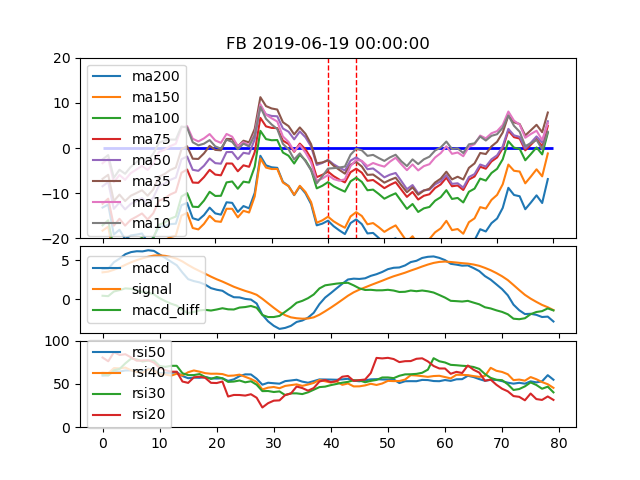 FB 2019-06-19 00:00:00
20
10
0
−10
−20
ma200
ma150
ma100
ma75
ma50
ma35
ma15
ma10
5
0
macd
signal
macd_diff
100
50
0
rsi50
rsi40
rsi30
rsi20
0 10 20 30 40 50 60 70 80